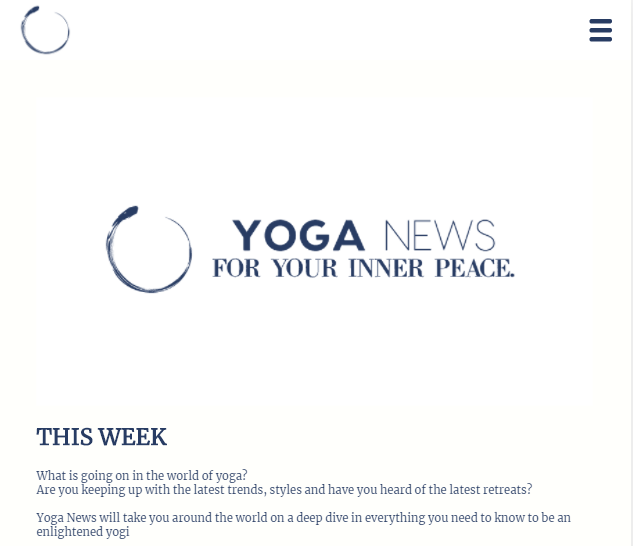 YOGA NEWS
FOR YOUR INNER PEACE.
THIS WEEK
What is going on in the world of yoga?
Are you keeping up with the latest trends, styles and have you heard of the latest retreats?
Yoga News will take you around the world on a deep dive in everything you need to know to be an
enlightened yogi